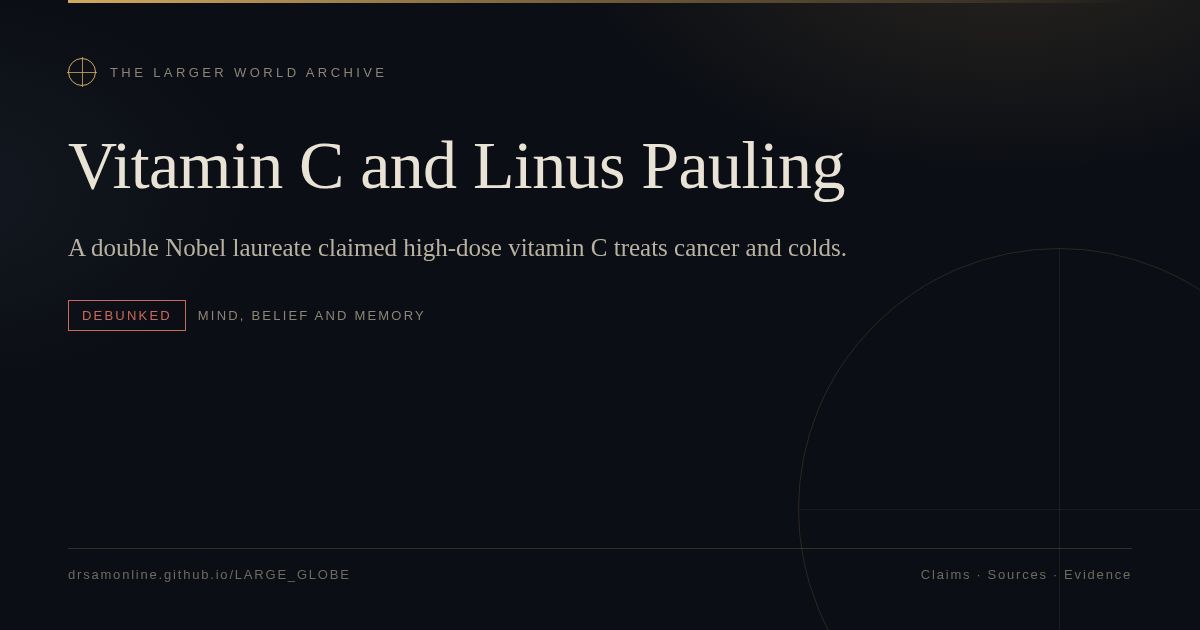 THE LARGER WORLD ARCHIVE
Vitamin C and Linus Pauling
A double Nobel laureate claimed high-dose vitamin C treats cancer and colds.
DEBUNKED MIND, BELIEF AND MEMORY
drsamonline.github.io/LARGE_GLOBE Claims · Sources · Evidence